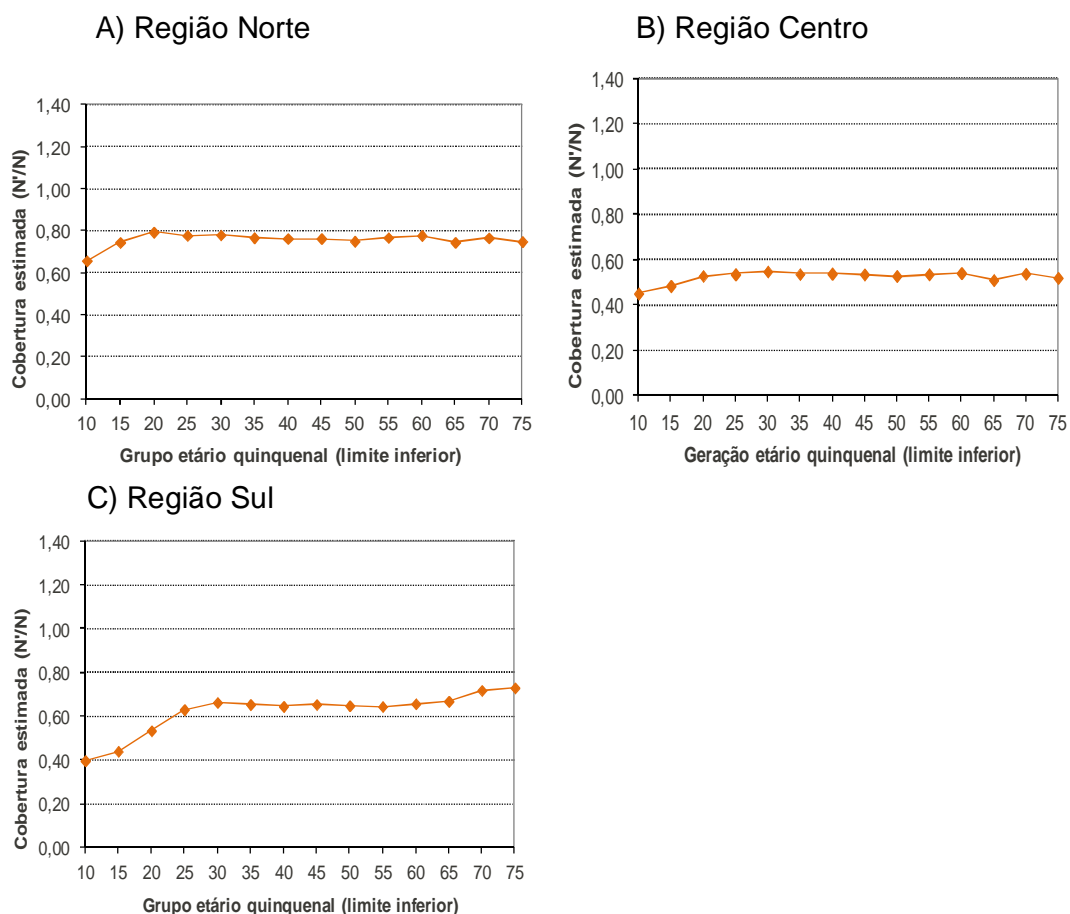 A) Região Norte
1,40
1,20
1,00
0,80
0,60
0,40
0,20
0,00
Cobertura estimada (N'/N)
10 15 20 25 30 35 40 45 50 55 60 65 70 75
Grupo etário quinquenal (limite inferior)
B) Região Centro
1,40
1,20
1,00
0,80
0,60
0,40
0,20
0,00
Cobertura estimada (N'/N)
10 15 20 25 30 35 40 45 50 55 60 65 70 75
Geração etário quinquenal (limite inferior)
C) Região Sul
1,40
1,20
1,00
0,80
0,60
0,40
0,20
0,00
Cobertura estimada (N'/N)
10 15 20 25 30 35 40 45 50 55 60 65 70 75
Grupo etário quinquenal (limite inferior)